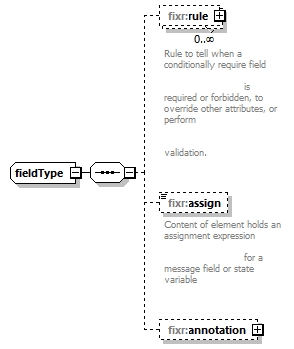 fixr:rule
0..∞
Rule to tell when a
conditionally require field
is
required or forbidden, to
override other attributes, or
perform
validation.
fieldType
fixr:assign
Content of element holds an
assignment expression
for a
message field or state
variable
fixr:annotation